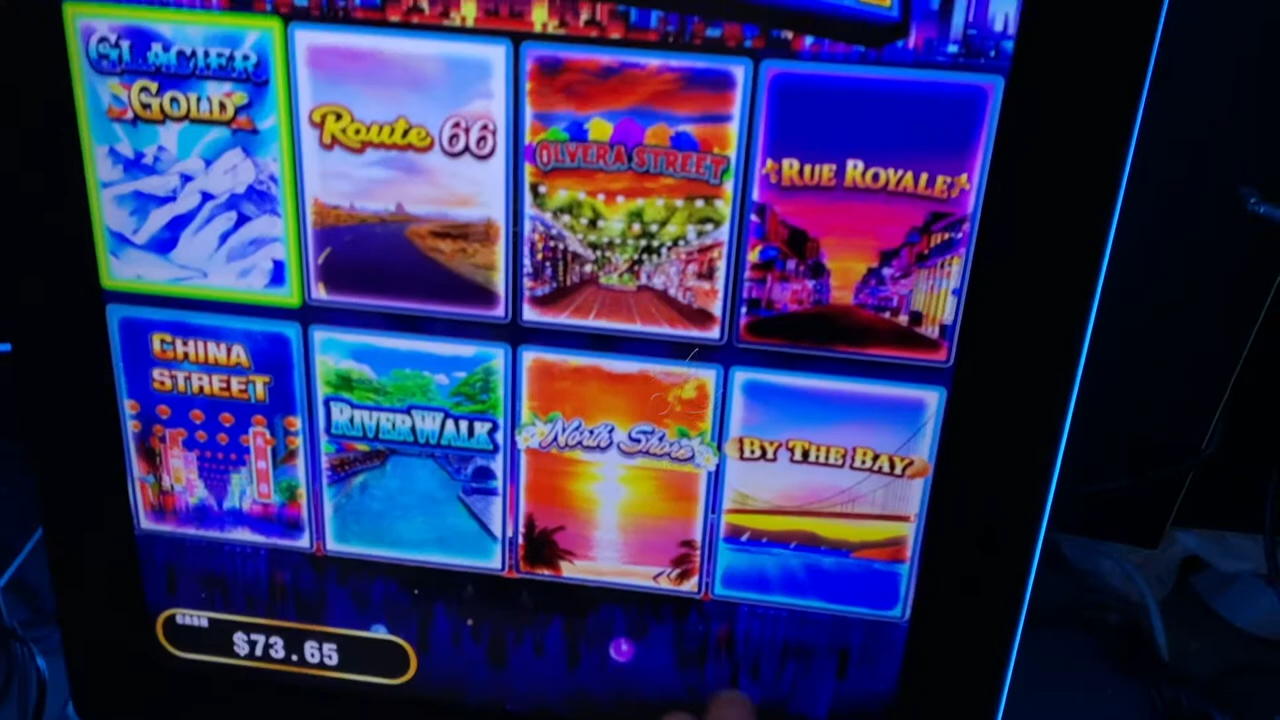 GLACIER
GOLD
Route 66
OLVERA STREET
RUE ROYALE
CHINA
STREET
RIVERWALK
North Shore
BY THE BAY
CASH
$73.65